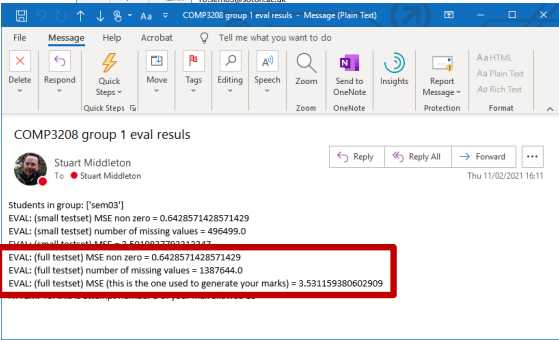 To:sem03@soton.ac.uk
COMP3208 group 1 eval resuls - Message (Plain Text)
File Message Help Acrobat Tell me what you want to do
Delete Respond Quick Steps Move Tags Editing Speech Zoom Send to OneNote Insights Report Message Aa HTML
Aa Plain Text
Aa Rich Text
Quick Steps Zoom OneNote Protection Format
COMP3208 group 1 eval resuls
Stuart Middleton
To Stuart Middleton
Reply Reply All Forward
Thu 11/02/2021 16:11
Students in group: ['sem03']
EVAL: (small testset) MSE non zero = 0.6428571428571429
EVAL: (small testset) number of missing values = 496499.0
EVAL: (small testset) MSE =
EVAL: (full testset) MSE non zero = 0.6428571428571429
EVAL: (full testset) number of missing values = 1387644.0
EVAL: (full testset) MSE (this is the one used to generate your marks) = 3.531159380602909